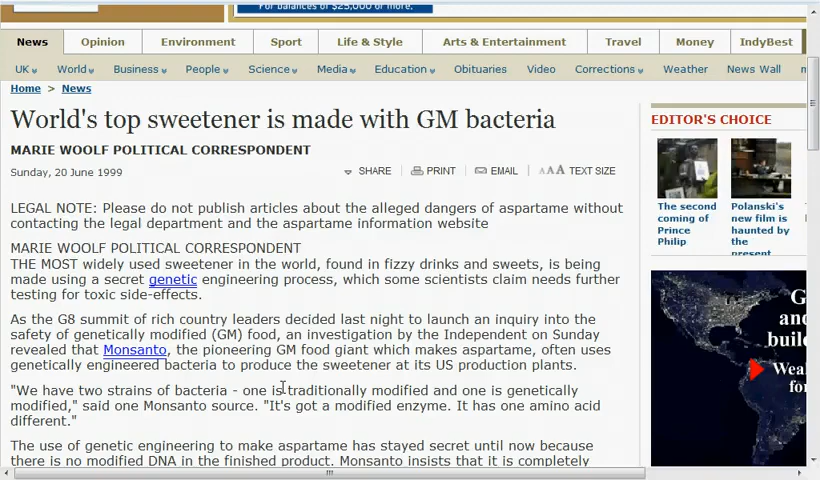 For balances of $25,000 or more.
News Opinion Environment Sport Life & Style Arts & Entertainment Travel Money IndyBest
UK World Business People Science Media Education Obituaries Video Corrections Weather News Wall
Home > News
World's top sweetener is made with GM bacteria
MARIE WOOLF POLITICAL CORRESPONDENT
Sunday, 20 June 1999
SHARE PRINT EMAIL AAA TEXT SIZE
LEGAL NOTE: Please do not publish articles about the alleged dangers of aspartame without
contacting the legal department and the aspartame information website
MARIE WOOLF POLITICAL CORRESPONDENT
THE MOST widely used sweetener in the world, found in fizzy drinks and sweets, is being
made using a secret genetic engineering process, which some scientists claim needs further
testing for toxic side-effects.
As the G8 summit of rich country leaders decided last night to launch an inquiry into the
safety of genetically modified (GM) food, an investigation by the Independent on Sunday
revealed that Monsanto, the pioneering GM food giant which makes aspartame, often uses
genetically engineered bacteria to produce the sweetener at its US production plants.
"We have two strains of bacteria - one is traditionally modified and one is genetically
modified," said one Monsanto source. "It's got a modified enzyme. It has one amino acid
different."
The use of genetic engineering to make aspartame has stayed secret until now because
there is no modified DNA in the finished product. Monsanto insists that it is completely
EDITOR'S CHOICE
The second
coming of
Prince
Philip
Polanski's
new film is
haunted by
the
present
G
and
buil
Weal
for